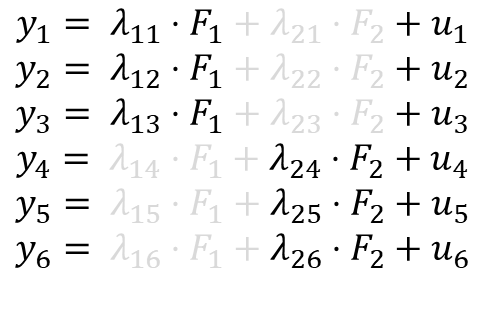 y₁ = λ₁₁ · F₁ + λ₂₁ · F₂ + u₁
y₂ = λ₁₂ · F₁ + λ₂₂ · F₂ + u₂
y₃ = λ₁₃ · F₁ + λ₂₃ · F₂ + u₃
y₄ = λ₁₄ · F₁ + λ₂₄ · F₂ + u₄
y₅ = λ₁₅ · F₁ + λ₂₅ · F₂ + u₅
y₆ = λ₁₆ · F₁ + λ₂₆ · F₂ + u₆